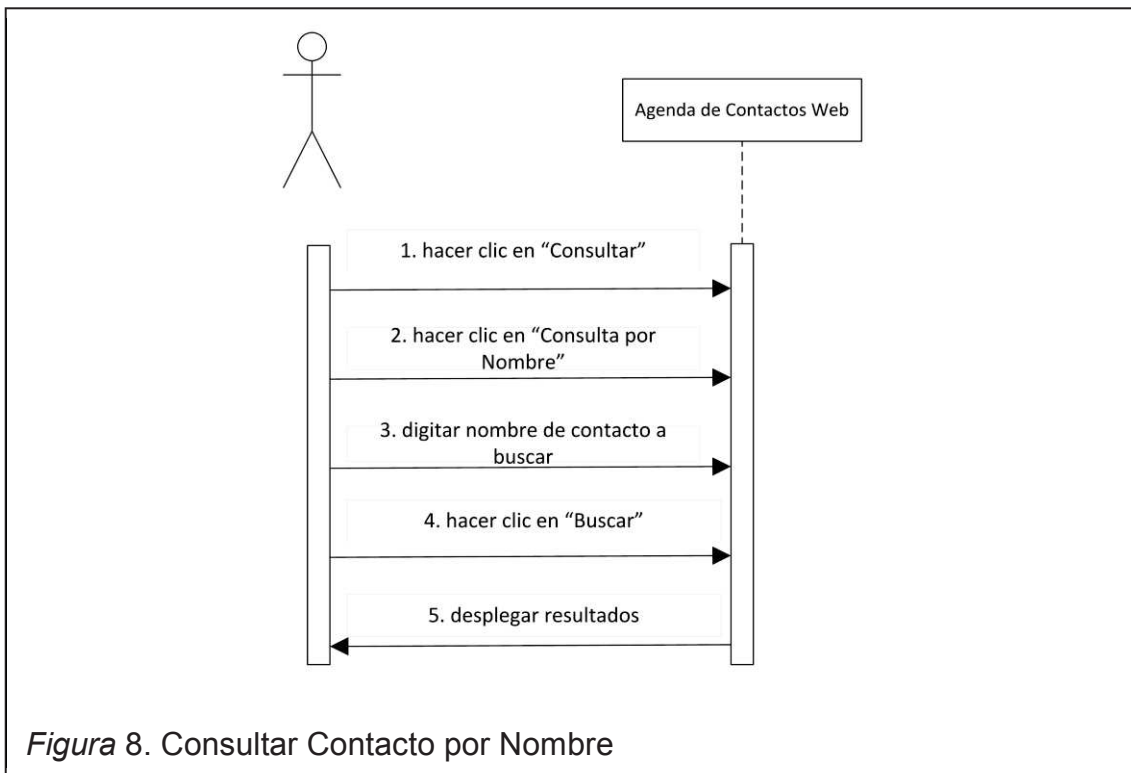 Agenda de Contactos Web
1. hacer clic en “Consultar”
2. hacer clic en “Consulta por
Nombre”
3. digitar nombre de contacto a
buscar
4. hacer clic en “Buscar”
5. desplegar resultados
Figura 8. Consultar Contacto por Nombre